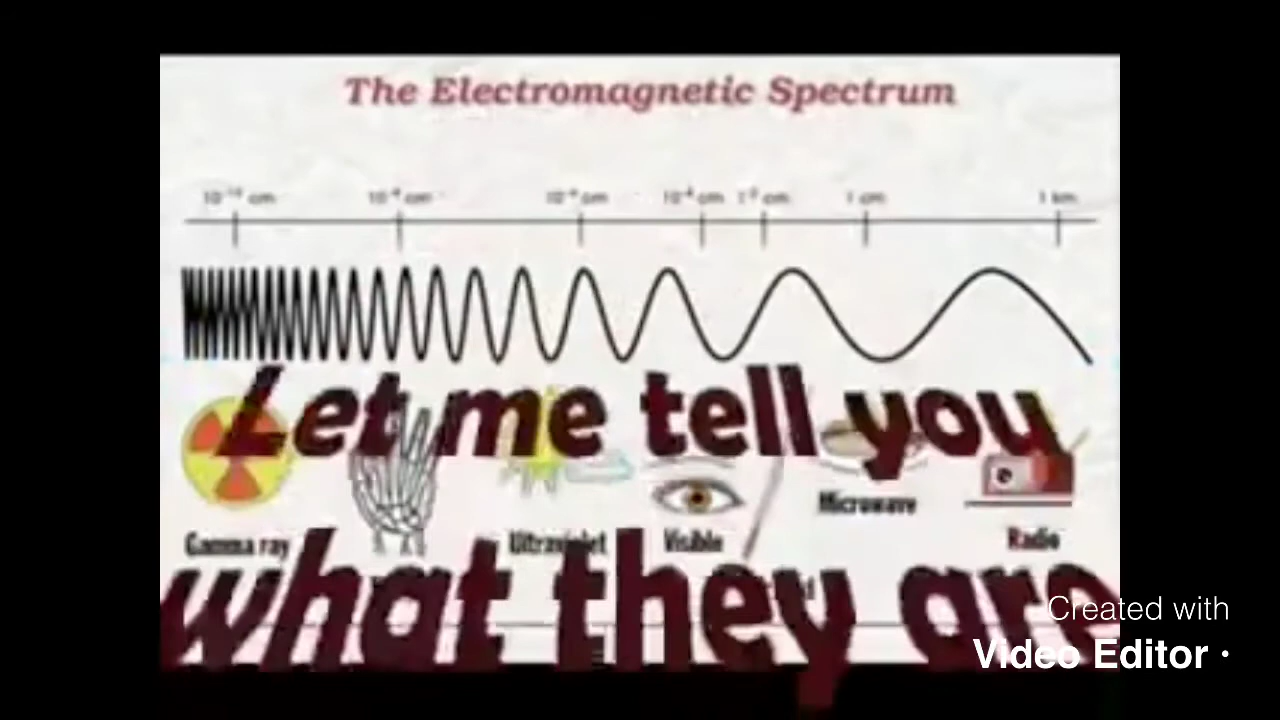 The Electromagnetic Spectrum
1 cm 1 km
Let me tell you
Microwave
Gamma ray Ultraviolet Visible Radio
what they are
Created with
Video Editor ·